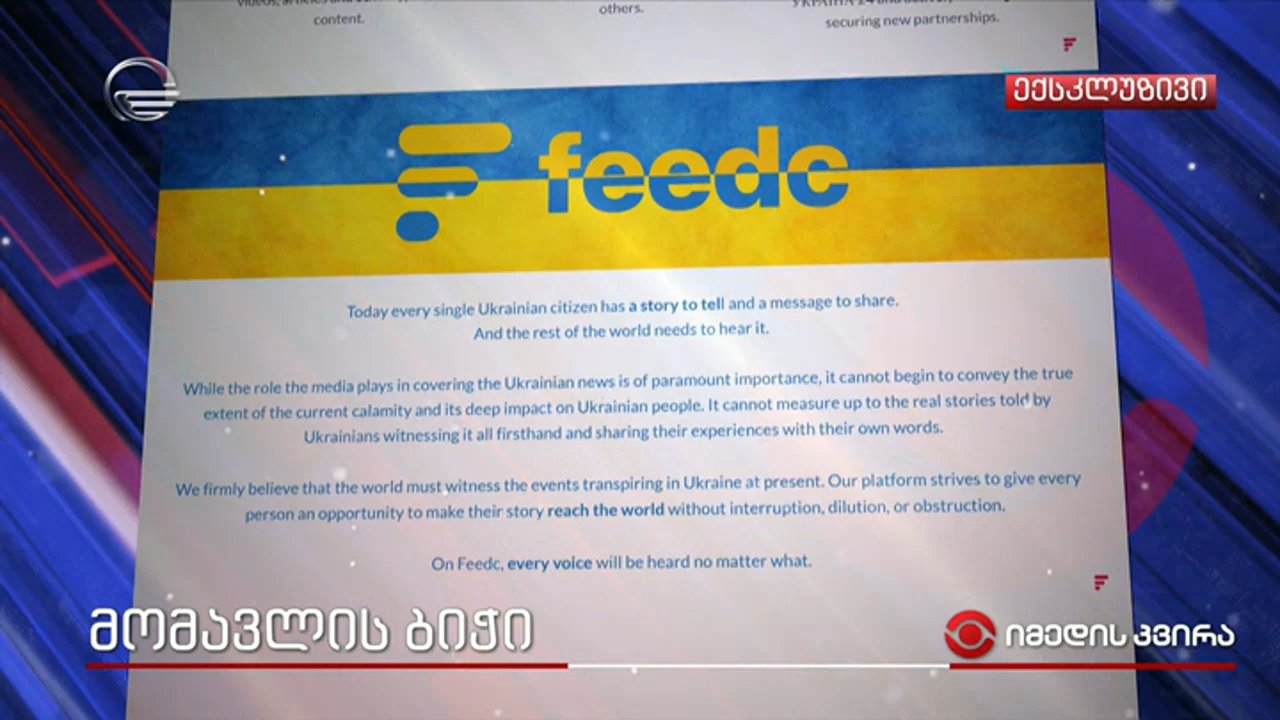 content.
others.
securing new partnerships.
ექსკლუზივი
feedc
Today every single Ukrainian citizen has a story to tell and a message to share.
And the rest of the world needs to hear it.
While the role the media plays in covering the Ukrainian news is of paramount importance, it cannot begin to convey the true
extent of the current calamity and its deep impact on Ukrainian people. It cannot measure up to the real stories told by
Ukrainians witnessing it all firsthand and sharing their experiences with their own words.
We firmly believe that the world must witness the events transpiring in Ukraine at present. Our platform strives to give every
person an opportunity to make their story reach the world without interruption, dilution, or obstruction.
On Feedc, every voice will be heard no matter what.
მომავლის ბიჭი
იმედის კვირა